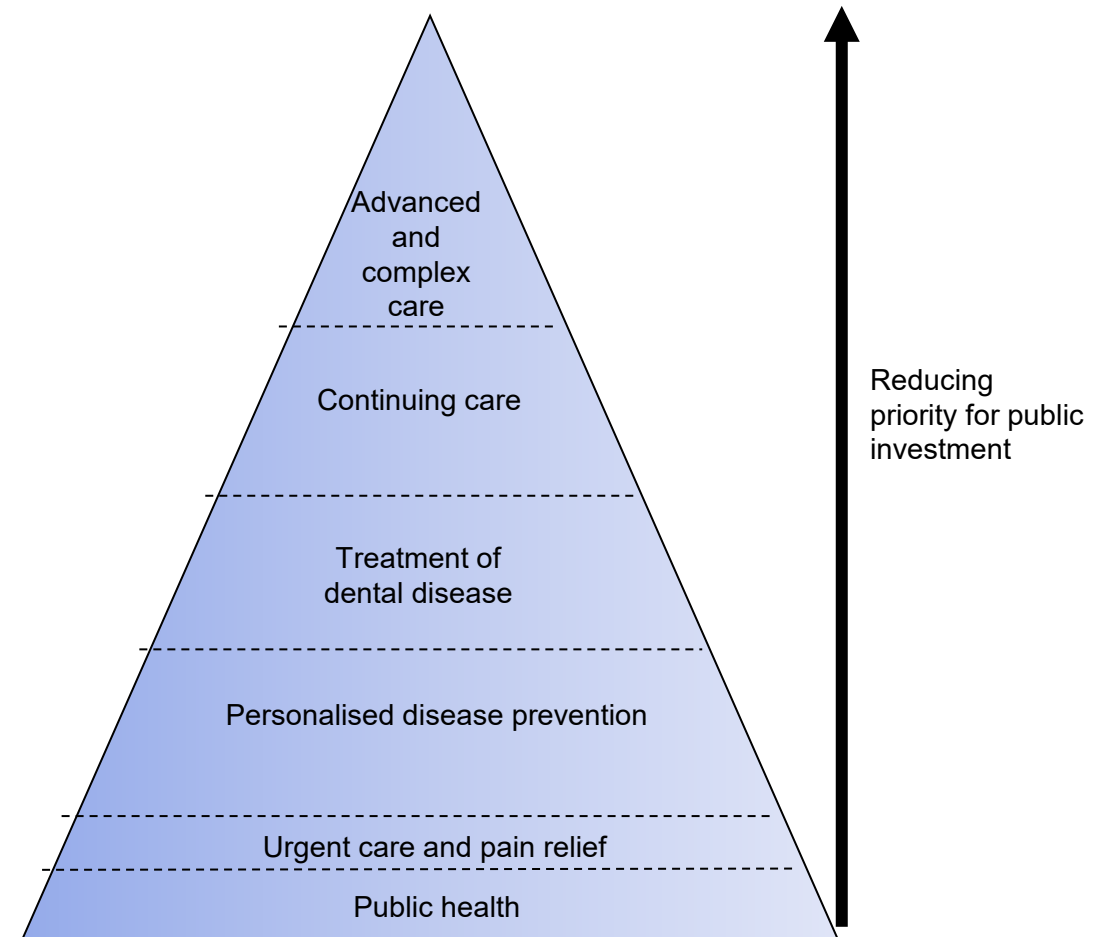 Advanced
and
complex
care
Continuing care
Reducing
priority for public
investment
Treatment of
dental disease
Personalised disease prevention
Urgent care and pain relief
Public health